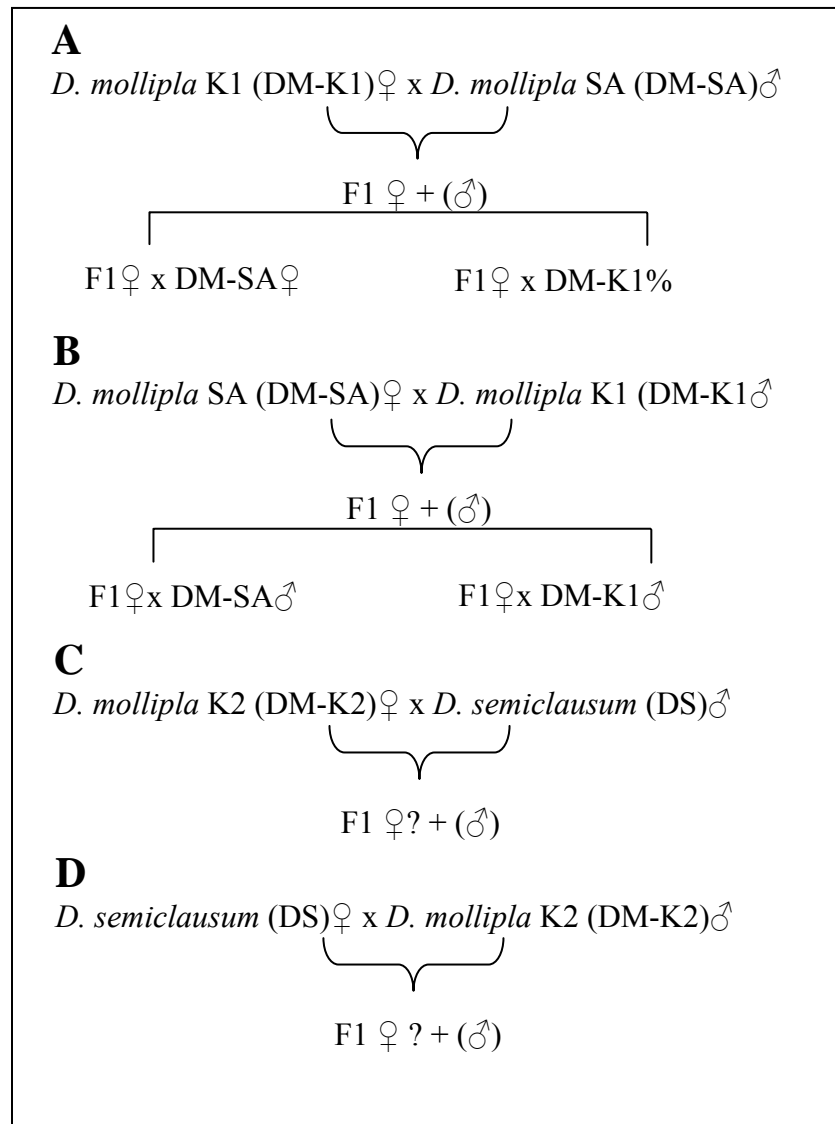 A
D. mollipla K1 (DM-K1)♀ x D. mollipla SA (DM-SA)♂
F1 ♀ + (♂)
F1♀ x DM-SA♀ F1♀ x DM-K1%
B
D. mollipla SA (DM-SA)♀ x D. mollipla K1 (DM-K1♂
F1 ♀ + (♂)
F1♀x DM-SA♂ F1♀x DM-K1♂
C
D. mollipla K2 (DM-K2)♀ x D. semiclausum (DS)♂
F1 ♀? + (♂)
D
D. semiclausum (DS)♀ x D. mollipla K2 (DM-K2)♂
F1 ♀ ? + (♂)